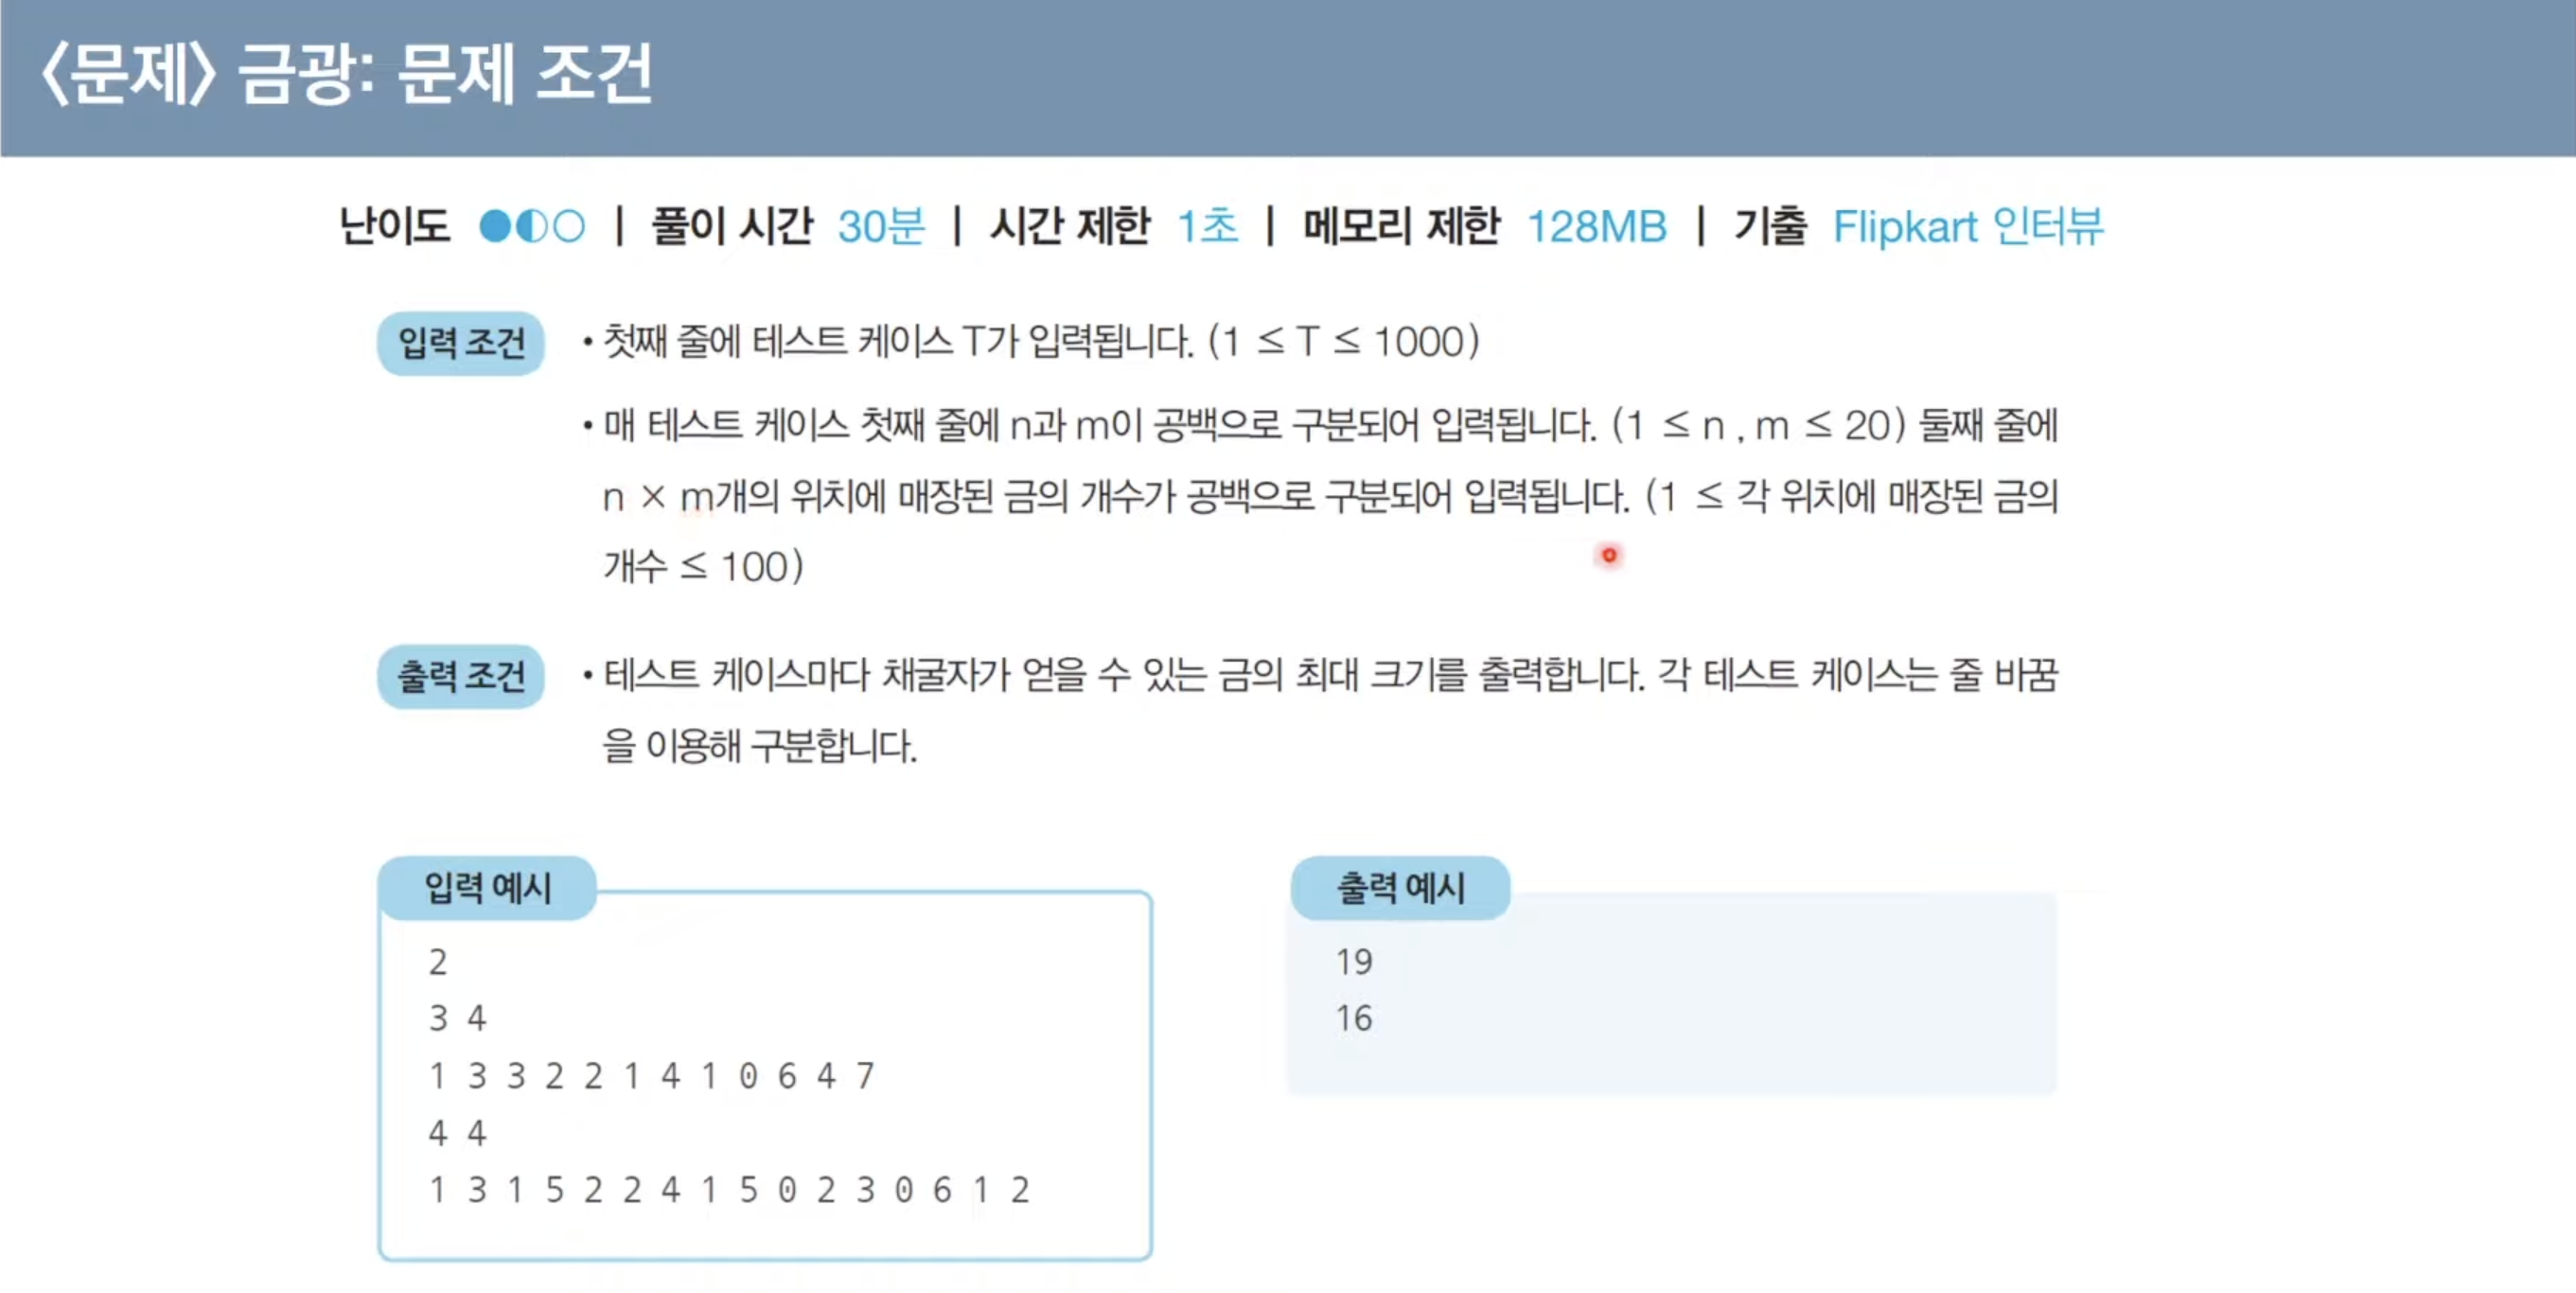 〈문제〉 금광: 문제 조건
난이도 | 풀이 시간 30분 | 시간 제한 1초 | 메모리 제한 128MB | 기출 Flipkart 인터뷰
입력 조건
• 첫째 줄에 테스트 케이스 T가 입력됩니다. (1 ≤ T ≤ 1000)
• 매 테스트 케이스 첫째 줄에 n과 m이 공백으로 구분되어 입력됩니다. (1 ≤ n , m ≤ 20) 둘째 줄에
n × m개의 위치에 매장된 금의 개수가 공백으로 구분되어 입력됩니다. (1 ≤ 각 위치에 매장된 금의
개수 ≤ 100)
출력 조건
• 테스트 케이스마다 채굴자가 얻을 수 있는 금의 최대 크기를 출력합니다. 각 테스트 케이스는 줄 바꿈
을 이용해 구분합니다.
입력 예시
2
3 4
1 3 3 2 2 1 4 1 0 6 4 7
4 4
1 3 1 5 2 2 4 1 5 0 2 3 0 6 1 2
출력 예시
19
16